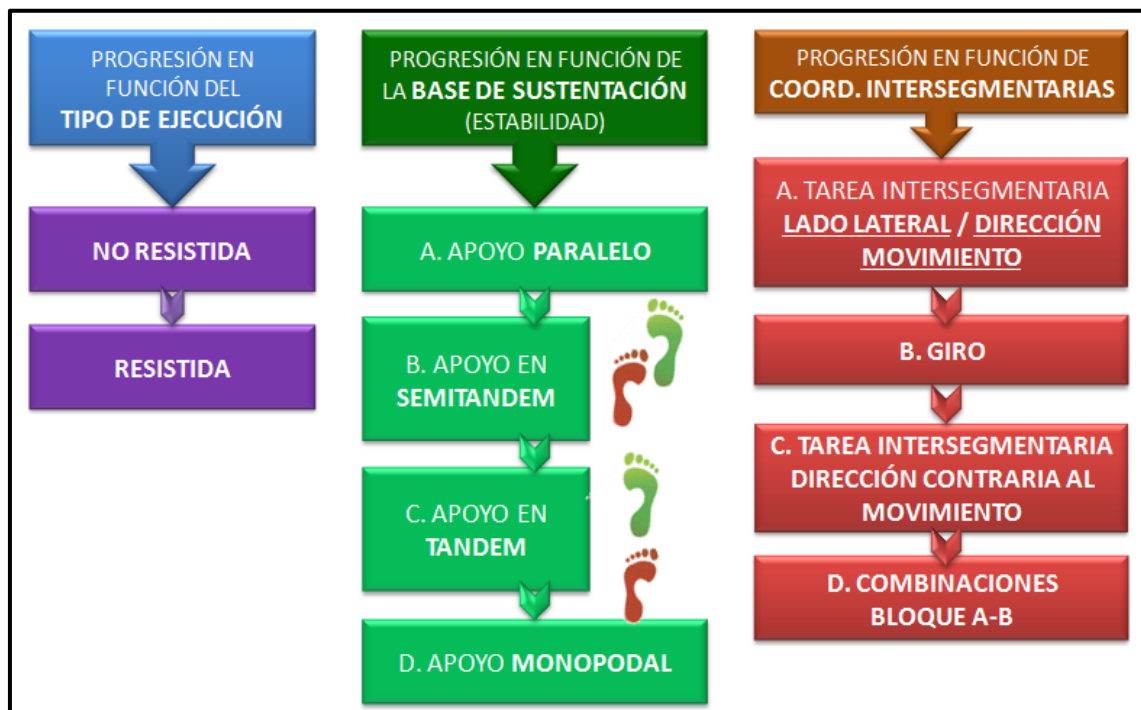 PROGRESIÓN EN
FUNCIÓN DEL
TIPO DE EJECUCIÓN
NO RESISTIDA
RESISTIDA
PROGRESIÓN EN FUNCIÓN DE
LA BASE DE SUSTENTACIÓN
(ESTABILIDAD)
A. APOYO PARALELO
B. APOYO EN
SEMITANDEM
C. APOYO EN
TANDEM
D. APOYO MONOPODAL
PROGRESIÓN EN FUNCIÓN DE
COORD. INTERSEGMENTARIAS
A. TAREA INTERSEGMENTARIA
LADO LATERAL / DIRECCIÓN
MOVIMIENTO
B. GIRO
C. TAREA INTERSEGMENTARIA
DIRECCIÓN CONTRARIA AL
MOVIMIENTO
D. COMBINACIONES
BLOQUE A-B